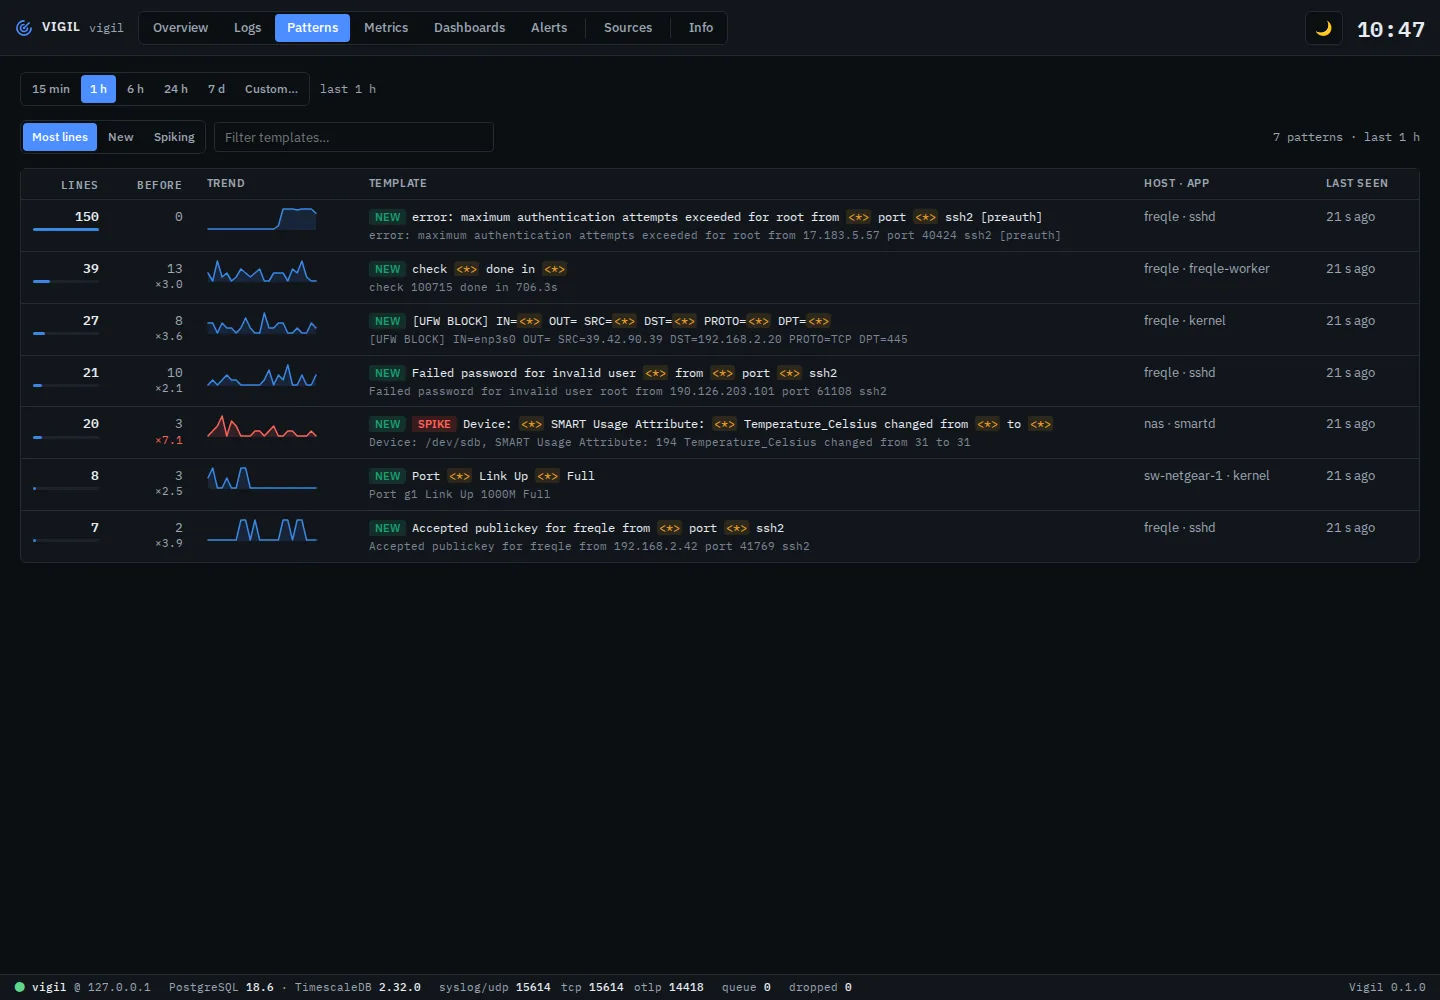 VIGIL vigil Overview Logs Patterns Metrics Dashboards Alerts Sources Info 10:47
15 min 1 h 6 h 24 h 7 d Custom... last 1 h
Most lines New Spiking Filter templates... 7 patterns · last 1 h
LINES BEFORE TREND TEMPLATE HOST · APP LAST SEEN
150 0 NEW error: maximum authentication attempts exceeded for root from <*> port <*> ssh2 [preauth] freqle · sshd 21 s ago
error: maximum authentication attempts exceeded for root from 17.183.5.57 port 40424 ssh2 [preauth]
39 13 NEW check <*> done in <*> freqle · freqle-worker 21 s ago
×3.0 check 100715 done in 706.3s
27 8 NEW [UFW BLOCK] IN=<*> OUT= SRC=<*> DST=<*> PROTO=<*> DPT=<*> freqle · kernel 21 s ago
×3.6 [UFW BLOCK] IN=enp3s0 OUT= SRC=39.42.90.39 DST=192.168.2.20 PROTO=TCP DPT=445
21 10 NEW Failed password for invalid user <*> from <*> port <*> ssh2 freqle · sshd 21 s ago
×2.1 Failed password for invalid user root from 190.126.203.101 port 61108 ssh2
20 3 NEW SPIKE Device: <*> SMART Usage Attribute: <*> Temperature_Celsius changed from <*> to <*> nas · smartd 21 s ago
×7.1 Device: /dev/sdb, SMART Usage Attribute: 194 Temperature_Celsius changed from 31 to 31
8 3 NEW Port <*> Link Up <*> Full sw-netgear-1 · kernel 21 s ago
×2.5 Port g1 Link Up 1000M Full
7 2 NEW Accepted publickey for freqle from <*> port <*> ssh2 freqle · sshd 21 s ago
×3.9 Accepted publickey for freqle from 192.168.2.42 port 41769 ssh2
vigil @ 127.0.0.1 PostgreSQL 18.6 · TimescaleDB 2.32.0 syslog/udp 15614 tcp 15614 otlp 14418 queue 0 dropped 0 Vigil 0.1.0